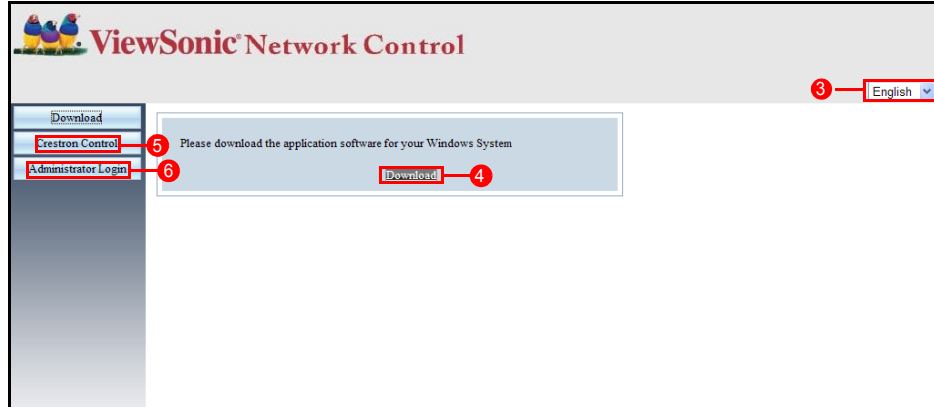 ViewSonic® Network Control
3
English
Download
Crestron Control
5
Please download the application software for your Windows System
Administrator Login
6
Download
4